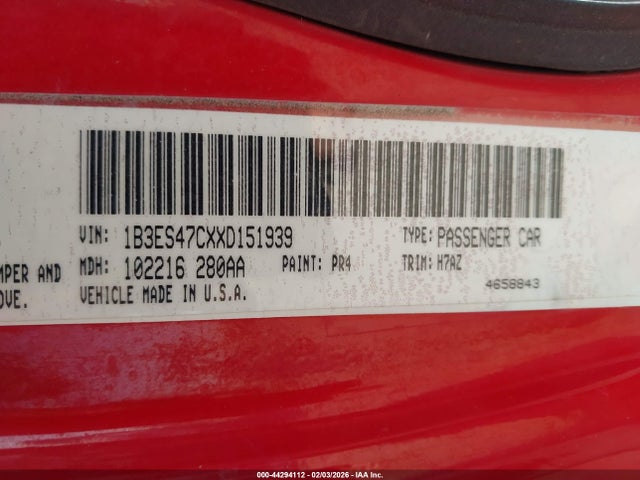 VIN: 1B3ES47CXXD151939 TYPE: PASSENGER CAR
MPER AND MDH: 102216 280AA PAINT: PR4 TRIM: H7AZ
OVE. VEHICLE MADE IN U.S.A. 4658843
000-44294112 - 02/03/2026 - IAAI Inc.